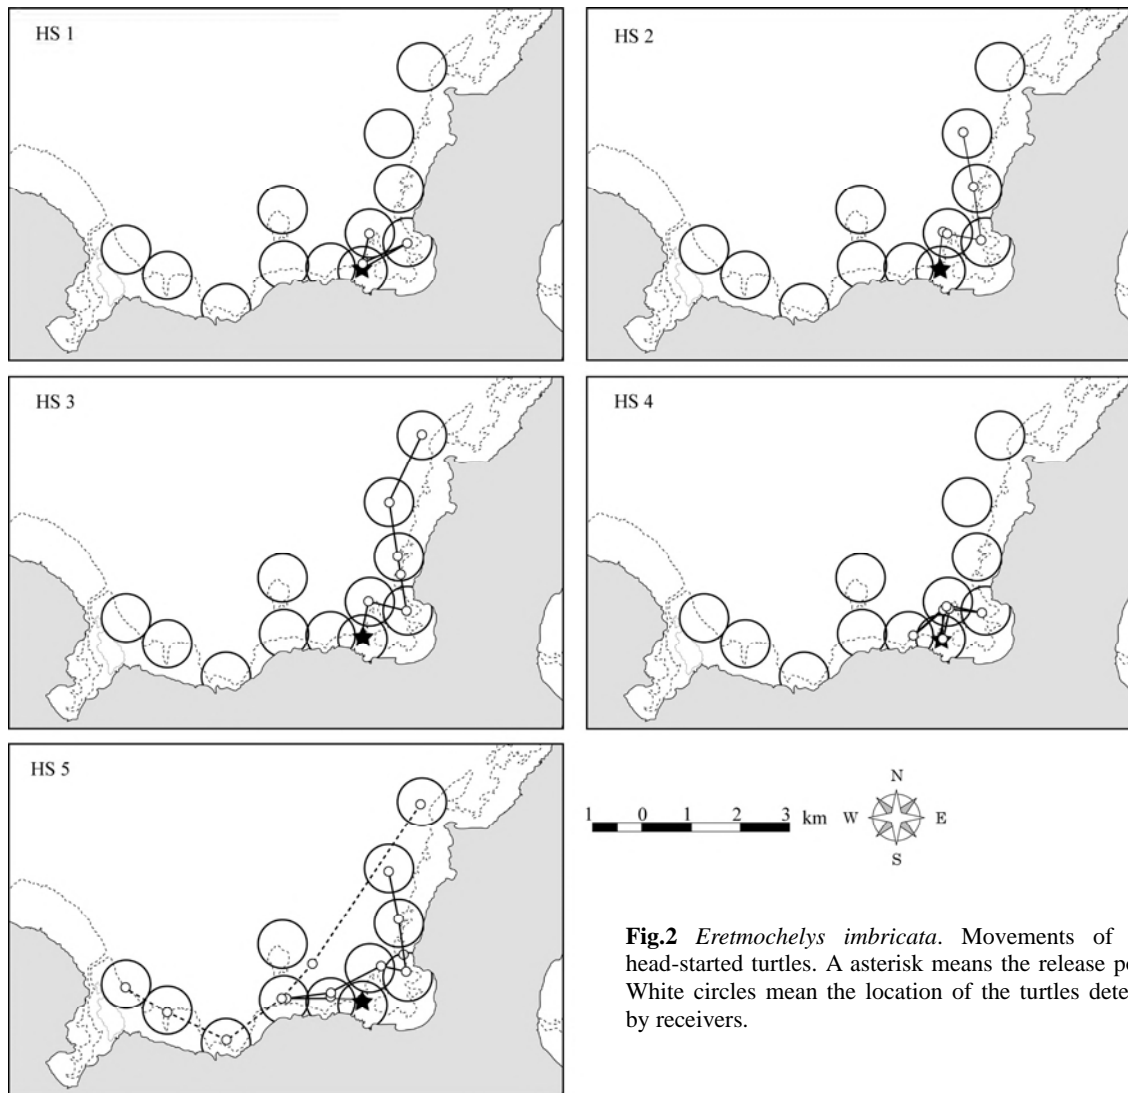 HS 1
HS 2
HS 3
HS 4
HS 5
1 0 1 2 3 km
N
W E
S
Fig.2 Eretmochelys imbricata. Movements of
head-started turtles. A asterisk means the release
White circles mean the location of the turtles
by receivers.